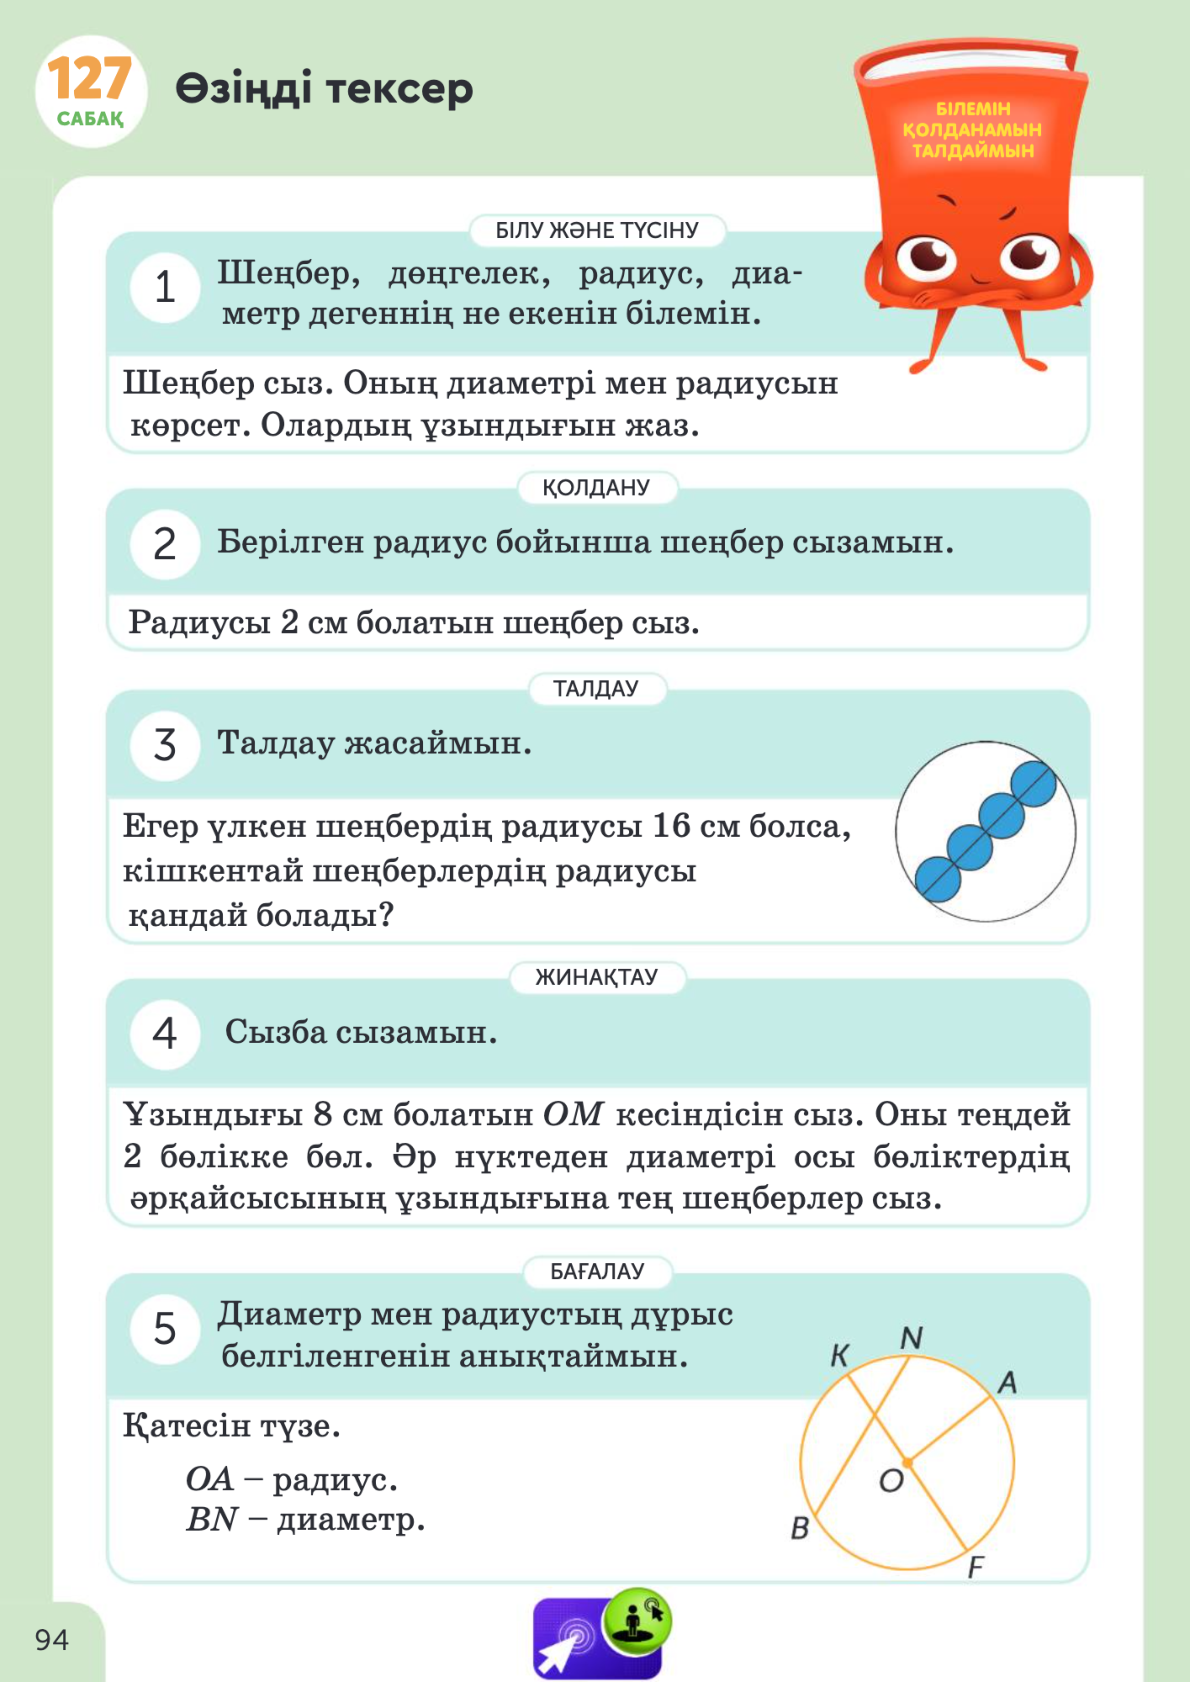 127
САБАҚ
Өзіңді тексер
БІЛЕМІН
ҚОЛДАНАМЫН
ТАЛДАЙМЫН
БІЛУ ЖӘНЕ ТҮСІНУ
1
Шеңбер, дөңгелек, радиус, диа-
метр дегеннің не екенін білемін.
Шеңбер сыз. Оның диаметрі мен радиусын
көрсет. Олардың ұзындығын жаз.
ҚОЛДАНУ
2
Берілген радиус бойынша шеңбер сызамын.
Радиусы 2 см болатын шеңбер сыз.
ТАЛДАУ
3
Талдау жасаймын.
Егер үлкен шеңбердің радиусы 16 см болса,
кішкентай шеңберлердің радиусы
қандай болады?
ЖИНАҚТАУ
4
Сызба сызамын.
Ұзындығы 8 см болатын OM кесіндісін сыз. Оны теңдей
2 бөлікке бөл. Әр нүктеден диаметрі осы бөліктердің
әрқайсысының ұзындығына тең шеңберлер сыз.
БАҒАЛАУ
5
Диаметр мен радиустың дұрыс
белгіленгенін анықтаймын.
Қатесін түзе.
OA – радиус.
BN – диаметр.
K
N
A
O
B
F
94